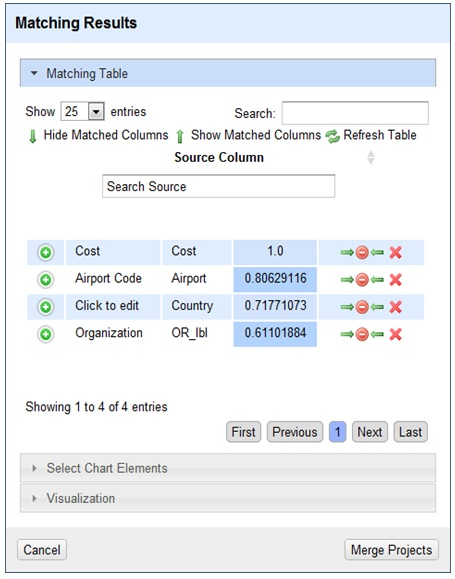 Matching Results
Matching Table
Show 25 entries Search:
Hide Matched Columns Show Matched Columns Refresh Table
Source Column
Search Source
Cost Cost 1.0
Airport Code Airport 0.80629116
Click to edit Country 0.71771073
Organization OR_lbl 0.61101884
Showing 1 to 4 of 4 entries
First Previous 1 Next Last
Select Chart Elements
Visualization
Cancel Merge Projects